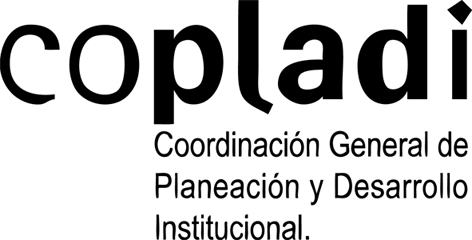 copladi
Coordinación General de
Planeación y Desarrollo
Institucional.